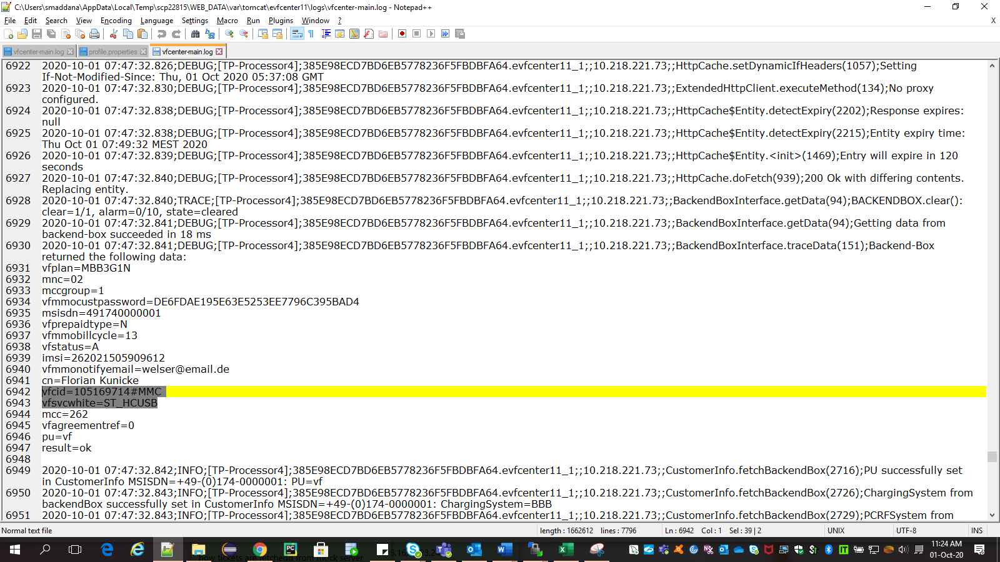 C:\Users\smaddana\AppData\Local\Temp\scp22815\WEB_DATA\var\tomcat\evfcenter11\logs\vfcenter-main.log - Notepad++
File Edit Search View Encoding Language Settings Macro Run Plugins Window ? X
vfcenter-main.log profile.properties vfcenter-main.log
6922 2020-10-01 07:47:32.826;DEBUG;[TP-Processor4];385E98ECD7BD6EB5778236F5FBDBFA64.evfcenter11_1;;10.218.221.73;;HttpCache.setDynamicIfHeaders(1057);Setting
If-Not-Modified-Since: Thu, 01 Oct 2020 05:37:08 GMT
6923 2020-10-01 07:47:32.830;DEBUG;[TP-Processor4];385E98ECD7BD6EB5778236F5FBDBFA64.evfcenter11_1;;10.218.221.73;;ExtendedHttpClient.executeMethod(134);No proxy
configured.
6924 2020-10-01 07:47:32.838;DEBUG;[TP-Processor4];385E98ECD7BD6EB5778236F5FBDBFA64.evfcenter11_1;;10.218.221.73;;HttpCache$Entity.detectExpiry(2202);Response expires:
null
6925 2020-10-01 07:47:32.838;DEBUG;[TP-Processor4];385E98ECD7BD6EB5778236F5FBDBFA64.evfcenter11_1;;10.218.221.73;;HttpCache$Entity.detectExpiry(2215);Entity expiry time:
Thu Oct 01 07:49:32 MEST 2020
6926 2020-10-01 07:47:32.839;DEBUG;[TP-Processor4];385E98ECD7BD6EB5778236F5FBDBFA64.evfcenter11_1;;10.218.221.73;;HttpCache$Entity.<init>(1469);Entry will expire in 120
seconds
6927 2020-10-01 07:47:32.840;DEBUG;[TP-Processor4];385E98ECD7BD6EB5778236F5FBDBFA64.evfcenter11_1;;10.218.221.73;;HttpCache.doFetch(939);200 Ok with differing contents.
Replacing entity.
6928 2020-10-01 07:47:32.840;TRACE;[TP-Processor4];385E98ECD7BD6EB5778236F5FBDBFA64.evfcenter11_1;;10.218.221.73;;BackendBoxInterface.getData(94);BACKENDBOX.clear():
clear=1/1, alarm=0/10, state=cleared
6929 2020-10-01 07:47:32.841;DEBUG;[TP-Processor4];385E98ECD7BD6EB5778236F5FBDBFA64.evfcenter11_1;;10.218.221.73;;BackendBoxInterface.getData(94);Getting data from
backend-box succeeded in 18 ms
6930 2020-10-01 07:47:32.841;DEBUG;[TP-Processor4];385E98ECD7BD6EB5778236F5FBDBFA64.evfcenter11_1;;10.218.221.73;;BackendBoxInterface.traceData(151);Backend-Box
returned the following data:
6931 vfplan=MBB3G1N
6932 mnc=02
6933 mccgroup=1
6934 vfmmocustpassword=DE6FDAE195E63E5253EE7796C395BAD4
6935 msisdn=491740000001
6936 vfprepaidtype=N
6937 vfmmobillcycle=13
6938 vfstatus=A
6939 imsi=262021505909612
6940 vfmmonotifyemail=welser@email.de
6941 cn=Florian Kunicke
6942 vfcid=105169714#MMC
6943 vfsvcwhite=ST_HCUSB
6944 mcc=262
6945 vfagreementref=0
6946 pu=vf
6947 result=ok
6948
6949 2020-10-01 07:47:32.842;INFO;[TP-Processor4];385E98ECD7BD6EB5778236F5FBDBFA64.evfcenter11_1;;10.218.221.73;;CustomerInfo.fetchBackendBox(2716);PU successfully set
in CustomerInfo MSISDN=+49-(0)174-0000001: PU=vf
6950 2020-10-01 07:47:32.843;INFO;[TP-Processor4];385E98ECD7BD6EB5778236F5FBDBFA64.evfcenter11_1;;10.218.221.73;;CustomerInfo.fetchBackendBox(2726);ChargingSystem from
backendBox successfully set in CustomerInfo MSISDN=+49-(0)174-0000001: ChargingSystem=BBB
6951 2020-10-01 07:47:32.843;INFO;[TP-Processor4];385E98ECD7BD6EB5778236F5FBDBFA64.evfcenter11_1;;10.218.221.73;;CustomerInfo.fetchBackendBox(2729);PCRFSystem from
Normal text file length : 1662612 lines : 7796 Ln : 6942 Col : 1 Sel : 39 | 2 UNIX UTF-8 INS
11:24 AM
01-Oct-20
how tickets are fetchead from mock server